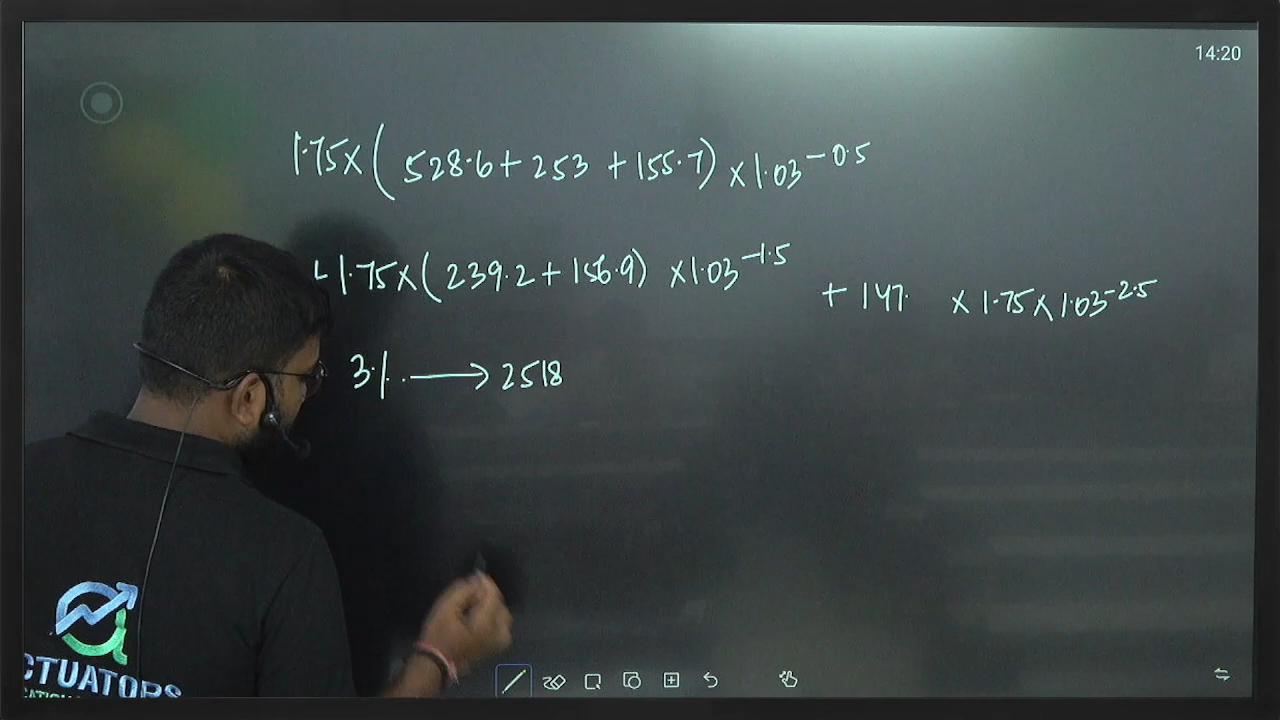 14:20
1.75x(528.6+253+155.7)x1.03^-0.5
1.75x(239.2+156.9)x1.03^-1.5
+147. x1.75x1.03^-2.5
3%. → 2518
CTUATORS